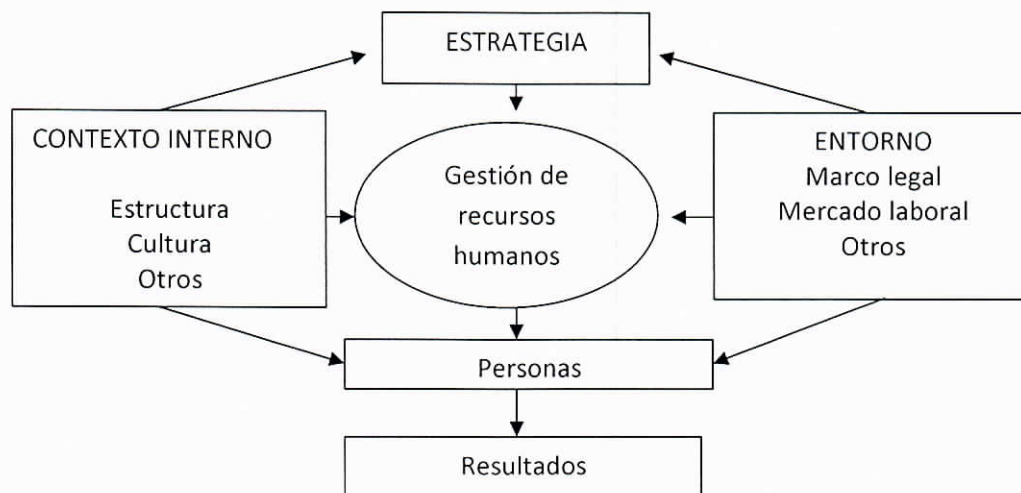 ESTRATEGIA
CONTEXTO INTERNO
Estructura
Cultura
Otros
Gestión de
recursos
humanos
ENTORNO
Marco legal
Mercado laboral
Otros
Personas
Resultados